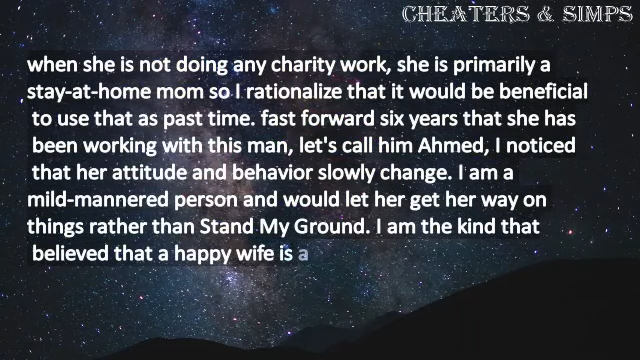 CHEATERS & SIMPS
when she is not doing any charity work, she is primarily a
stay-at-home mom so I rationalize that it would be beneficial
to use that as past time. fast forward six years that she has
been working with this man, let's call him Ahmed, I noticed
that her attitude and behavior slowly change. I am a
mild-mannered person and would let her get her way on
things rather than Stand My Ground. I am the kind that
believed that a happy wife is a